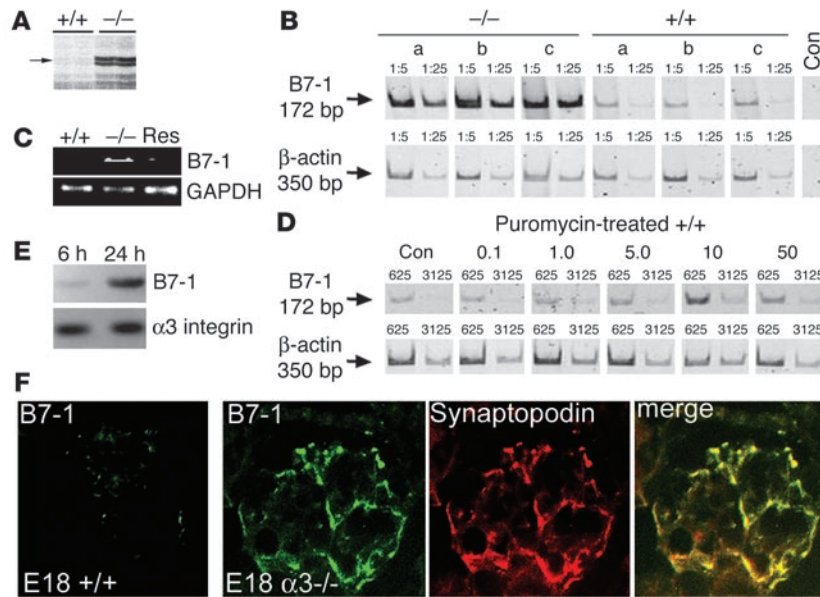 A
+/+ −/−
B
−/− +/+
a b c a b c
Con
1:5 1:25 1:5 1:25 1:5 1:25 1:5 1:25 1:5 1:25 1:5 1:25
B7-1
172 bp
1:5 1:25 1:5 1:25 1:5 1:25 1:5 1:25 1:5 1:25 1:5 1:25
β-actin
350 bp
C
+/+ −/− Res
B7-1
GAPDH
D
Puromycin-treated +/+
Con 0.1 1.0 5.0 10 50
625 3125 625 3125 625 3125 625 3125 625 3125 625 3125
B7-1
172 bp
625 3125 625 3125 625 3125 625 3125 625 3125 625 3125
β-actin
350 bp
E
6 h 24 h
B7-1
α3 integrin
F
B7-1
E18 +/+
B7-1
E18 α3-/-
Synaptopodin
merge